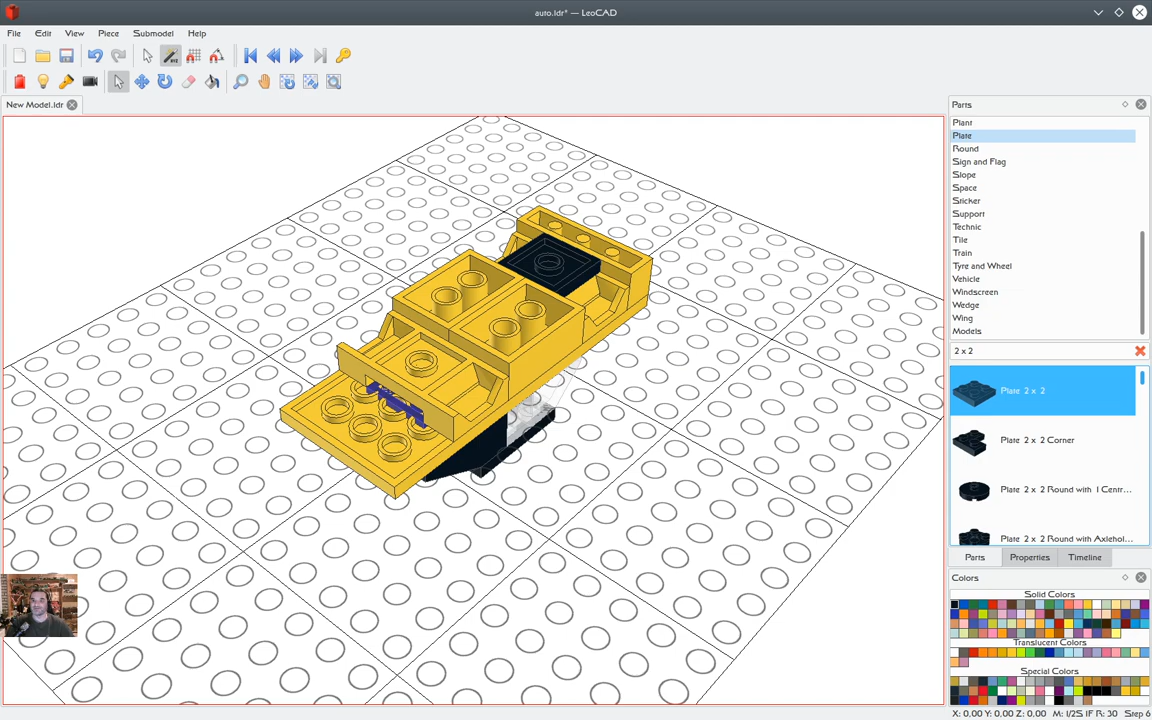 auto.ldr* — LeoCAD
File Edit View Piece Submodel Help
New Model.ldr
Parts
Plant
Plate
Round
Sign and Flag
Slope
Space
Sticker
Support
Technic
Tile
Train
Tyre and Wheel
Vehicle
Windscreen
Wedge
Wing
Models
2 x 2
Plate 2 x 2
Plate 2 x 2 Corner
Plate 2 x 2 Round with 1 Centr...
Plate 2 x 2 Round with Axlehol...
Parts Properties Timeline
Colors
Solid Colors
Translucent Colors
Special Colors
X: 0,00 Y: 0,00 Z: 0,00 M: 1/2S IF R: 30 Step 6